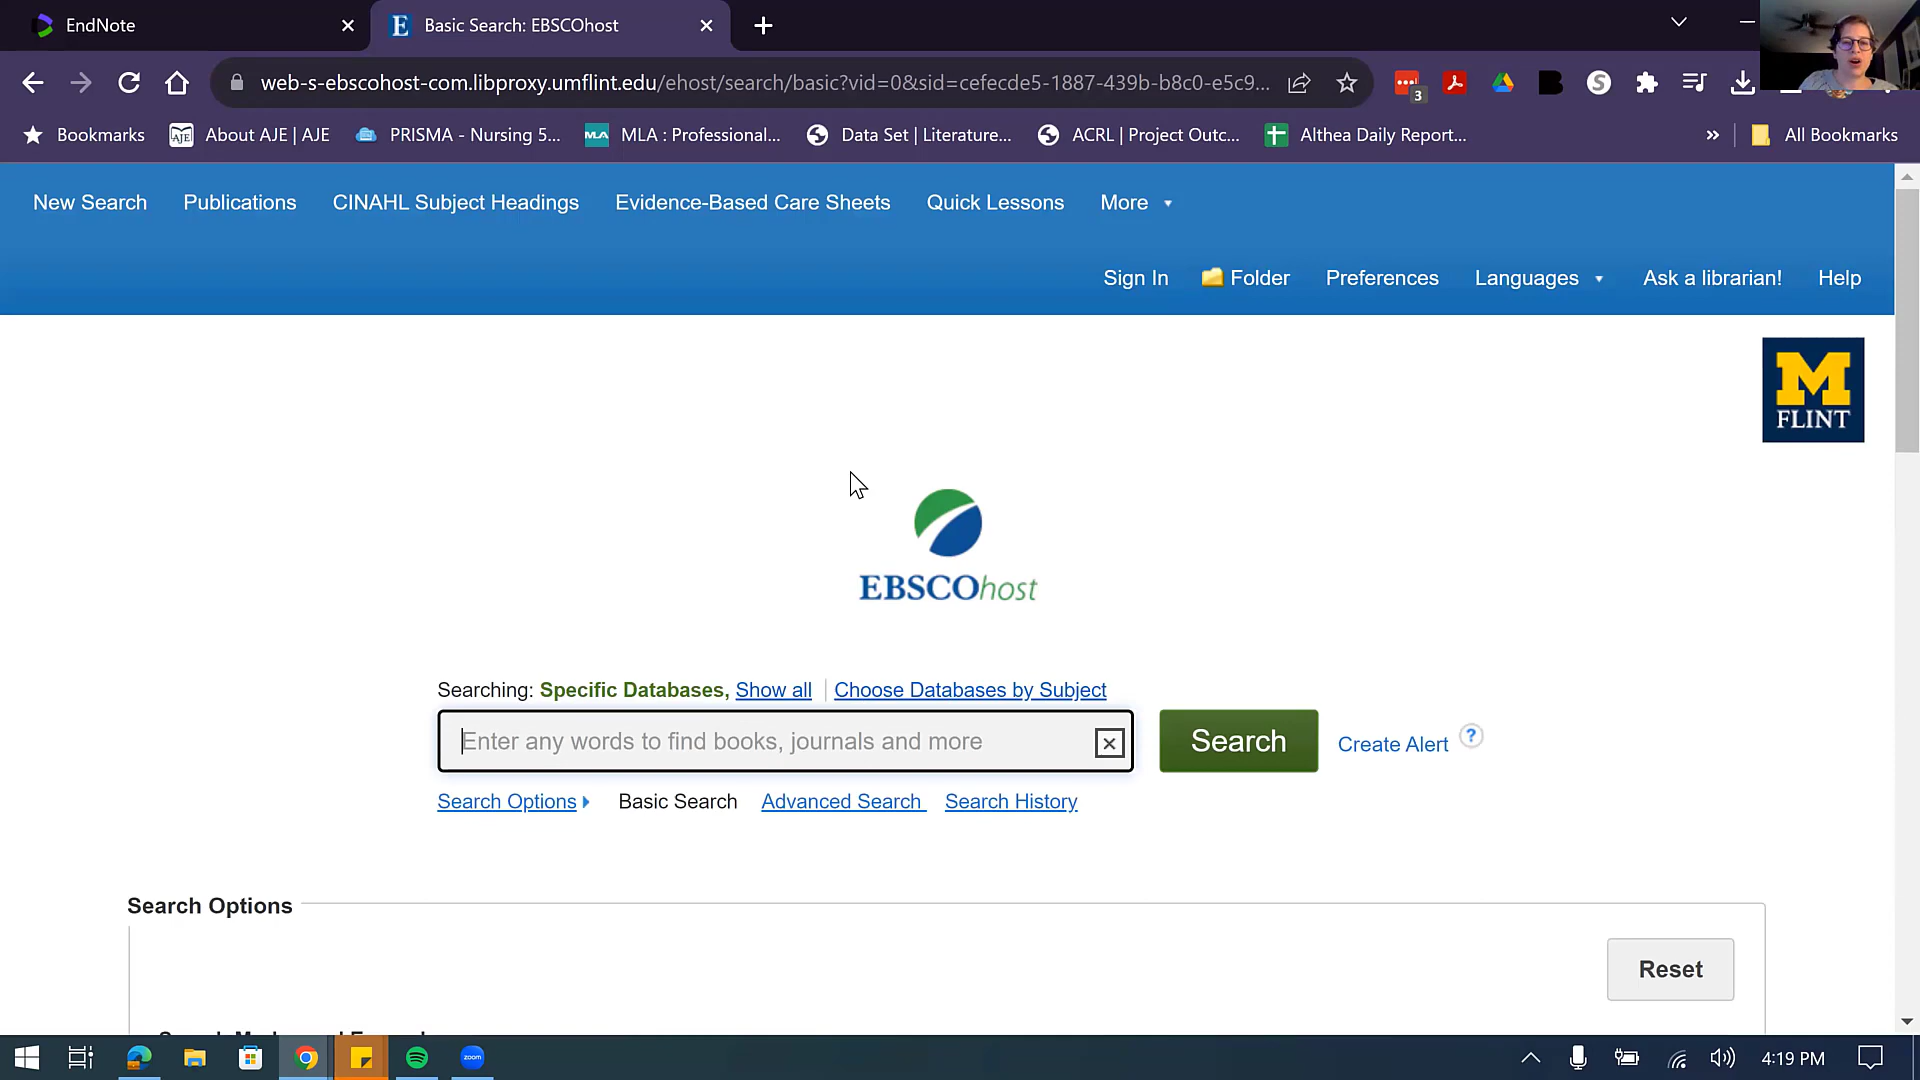 EndNote
Basic Search: EBSCOhost
web-s-ebscohost-com.libproxy.umflint.edu/ehost/search/basic?vid=0&sid=cefecde5-1887-439b-b8c0-e5c9...
3
Bookmarks
About AJE | AJE
PRISMA - Nursing 5...
MLA : Professional...
Data Set | Literature...
ACRL | Project Outc...
Althea Daily Report...
All Bookmarks
New Search
Publications
CINAHL Subject Headings
Evidence-Based Care Sheets
Quick Lessons
More
Sign In
Folder
Preferences
Languages
Ask a librarian!
Help
M
FLINT
EBSCOhost
Searching: Specific Databases, Show all
Choose Databases by Subject
Enter any words to find books, journals and more
Search
Create Alert
?
Search Options
Basic Search
Advanced Search
Search History
Search Options
Reset
zoom
4:19 PM